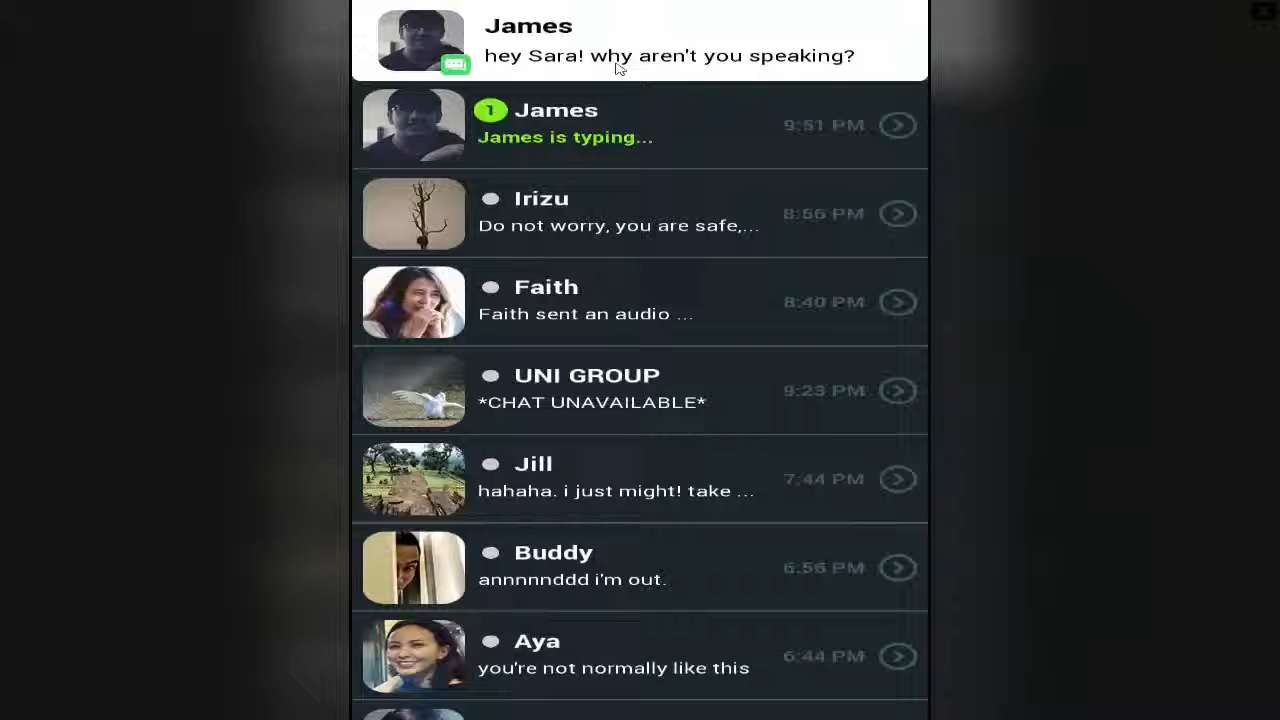 James
hey Sara! why aren't you speaking?
1 James
9:51 PM
James is typing...
Irizu
8:56 PM
Do not worry, you are safe,...
Faith
8:40 PM
Faith sent an audio ...
UNI GROUP
9:23 PM
*CHAT UNAVAILABLE*
Jill
7:44 PM
hahaha. i just might! take ...
Buddy
6:56 PM
annnnnddd i'm out.
Aya
6:44 PM
you're not normally like this